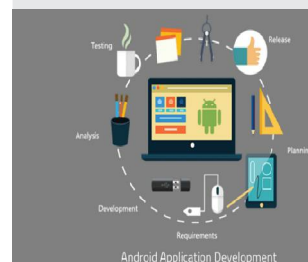 Release
Testing
Analysis
Planning
Development
Requirements
Android Application Development